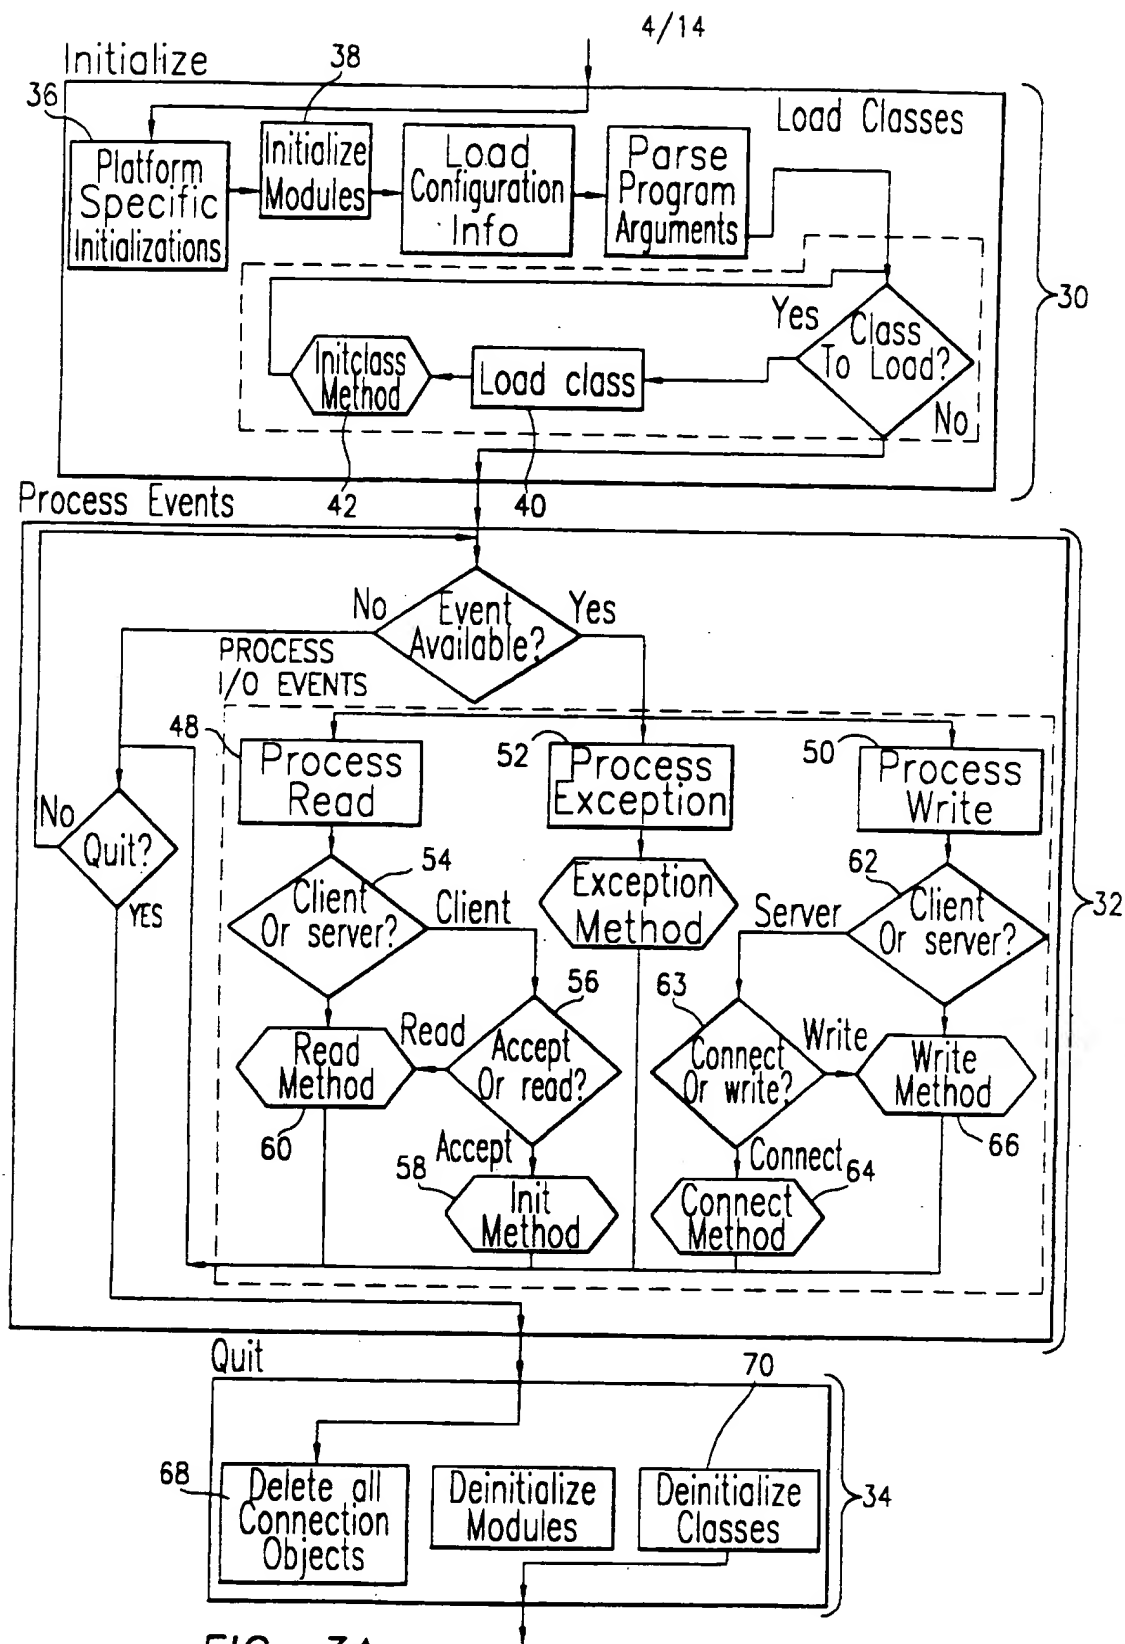 4/14
Initialize
38
36
Load Classes
Platform
Specific
Initializations
Initialize
Modules
Load
Configuration
Info
Parse
Program
Arguments
30
Yes
Class
To Load?
No
Initclass
Method
Load class
42
40
Process Events
No
Event
Available?
Yes
PROCESS
I/O EVENTS
48
Process
Read
52
Process
Exception
50
Process
Write
No
Quit?
YES
54
Client
Or server?
Client
Exception
Method
62
Server
Client
Or server?
32
56
63
Read
Method
Read
Accept
Or read?
Connect
Or write?
Write
Write
Method
60
66
Accept
58
Init
Method
Connect
64
Connect
Method
Quit
70
68
Delete all
Connection
Objects
Deinitialize
Modules
Deinitialize
Classes
34
FIG. 3A